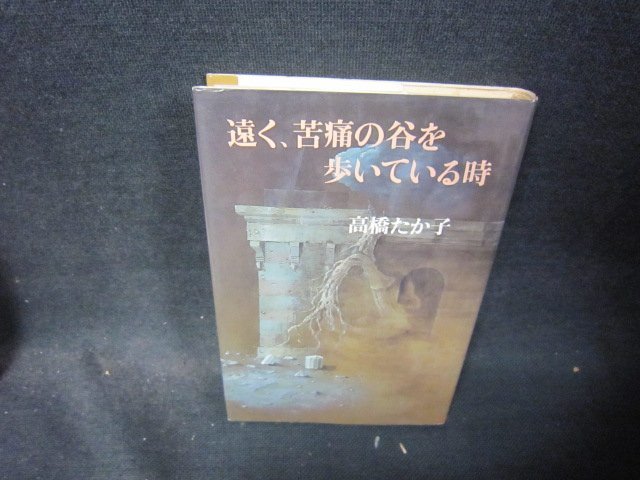 遠く、苦痛の谷を
歩いている時
高橋たか子